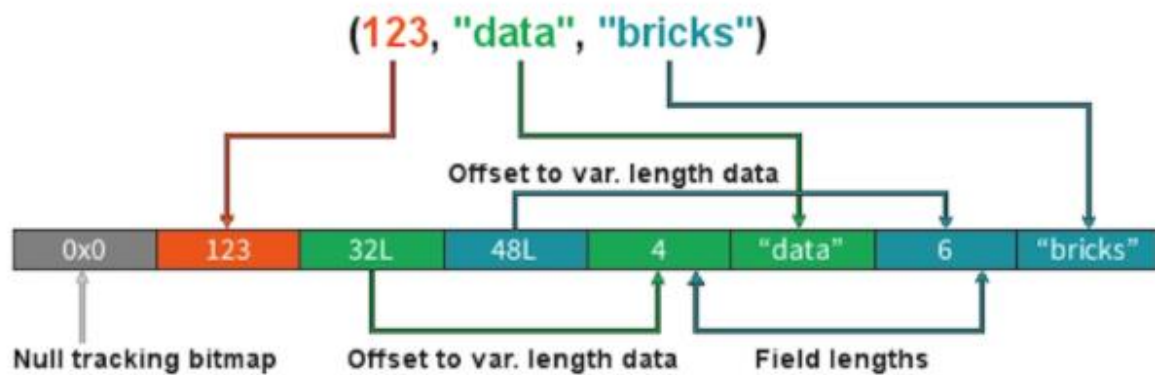 (123, "data", "bricks")
Offset to var. length data
0x0 123 32L 48L 4 "data" 6 "bricks"
Null tracking bitmap Offset to var. length data Field lengths